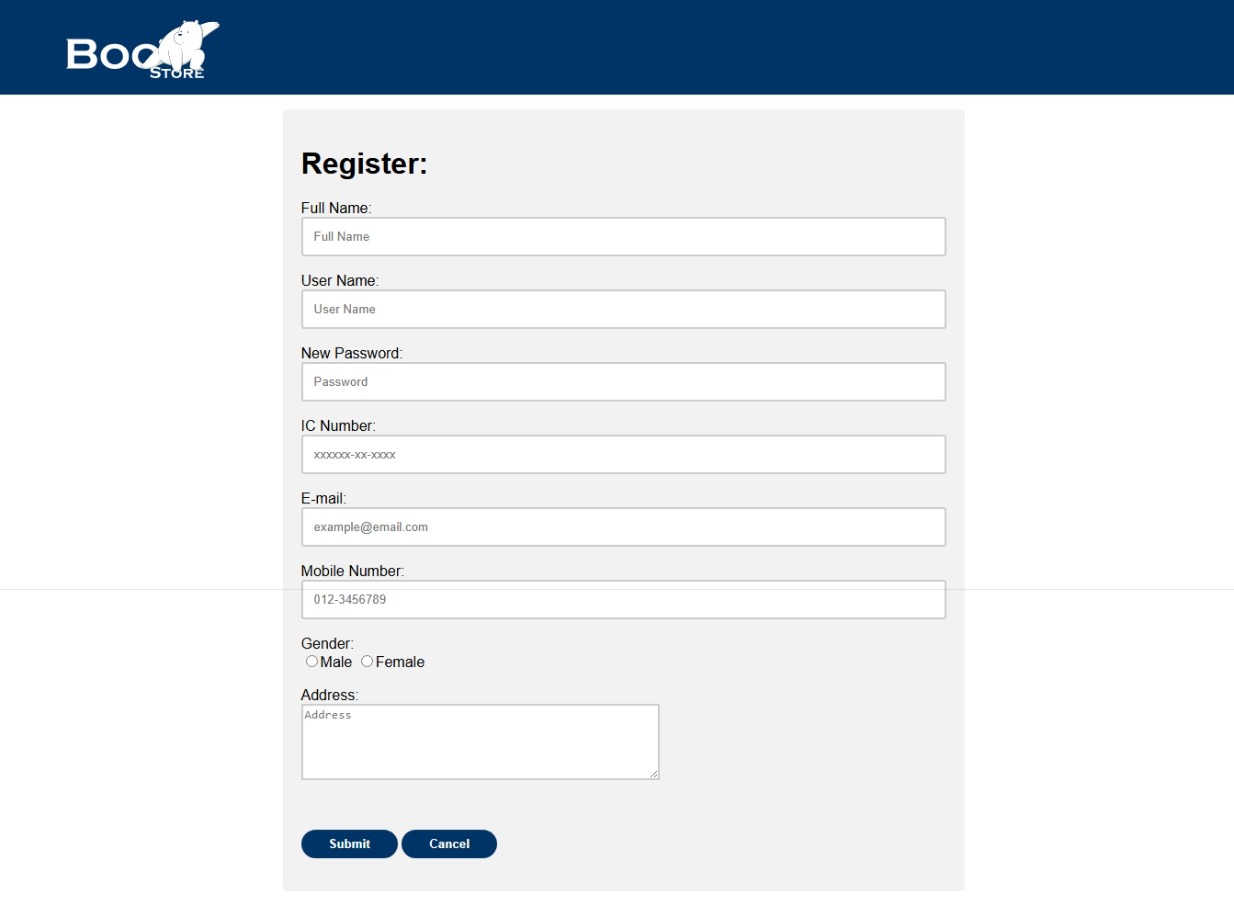 Boo
Store
Register:
Full Name:
Full Name
User Name:
User Name
New Password:
Password
IC Number:
xxxxxx-xx-xxxx
E-mail:
example@email.com
Mobile Number:
012-3456789
Gender:
Male Female
Address:
Address
Submit Cancel